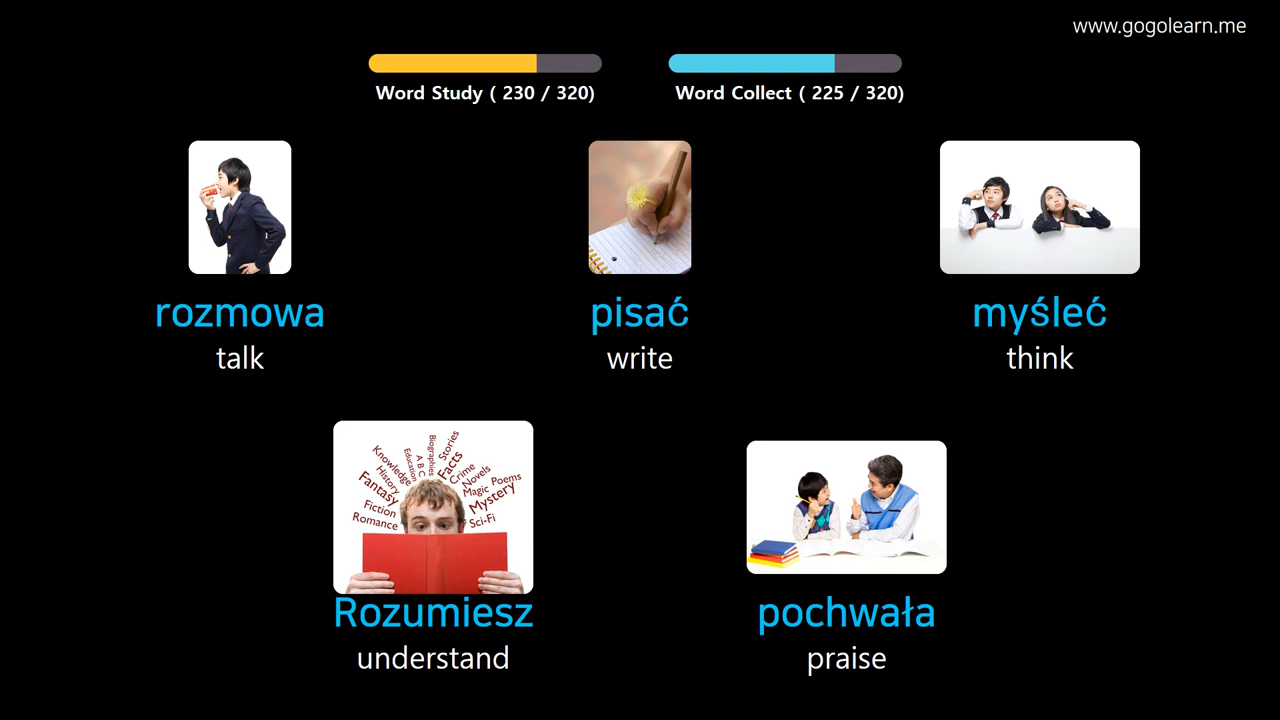 www.gogolearn.me
Word Study ( 230 / 320)
Word Collect ( 225 / 320)
rozmowa
talk
pisać
write
myśleć
think
Stories
Biographies
A B C
Education
Facts
Knowledge
Crime
History
Novels
Fantasy
Magic
Poems
Mystery
Fiction
Romance
Sci-Fi
Rozumiesz
understand
pochwała
praise